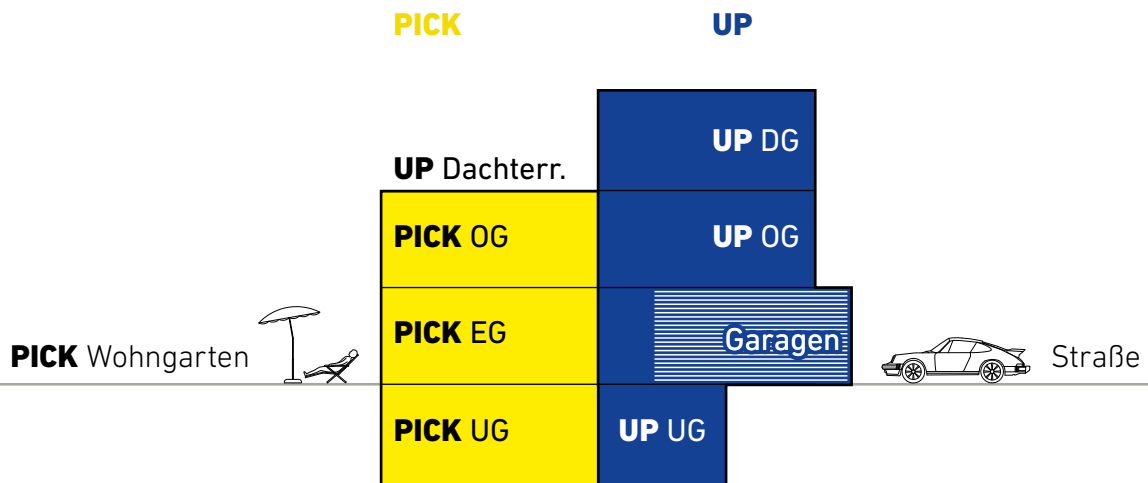 PICK
UP
UP DG
UP Dachterr.
PICK OG
UP OG
PICK EG
Garagen
PICK Wohngarten
Straße
PICK UG
UP UG